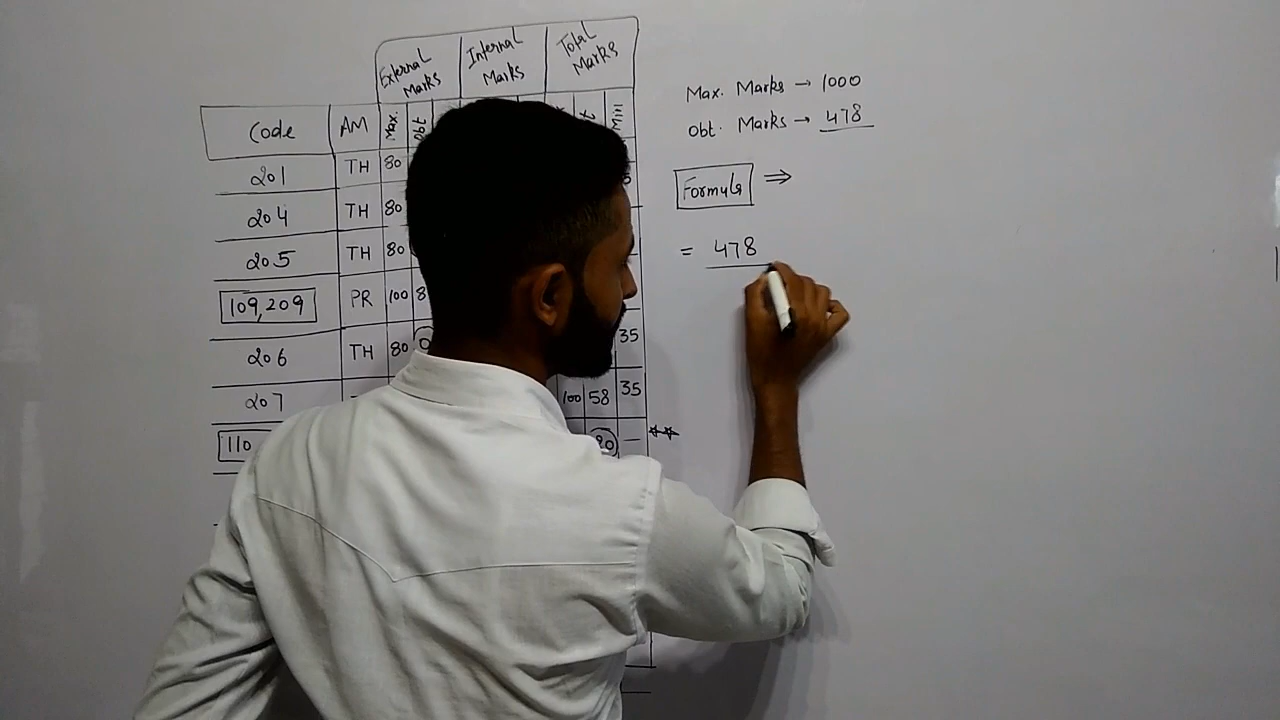 External Marks Internal Marks Total Marks
Code AM Max. Obt
201 TH 80
204 TH 80
205 TH 80
109,209 PR 100 8
206 TH 80 35
207 100 58 35
110 —
Max. Marks → 1000
Obt. Marks → 478
Formula ⇒
= 478